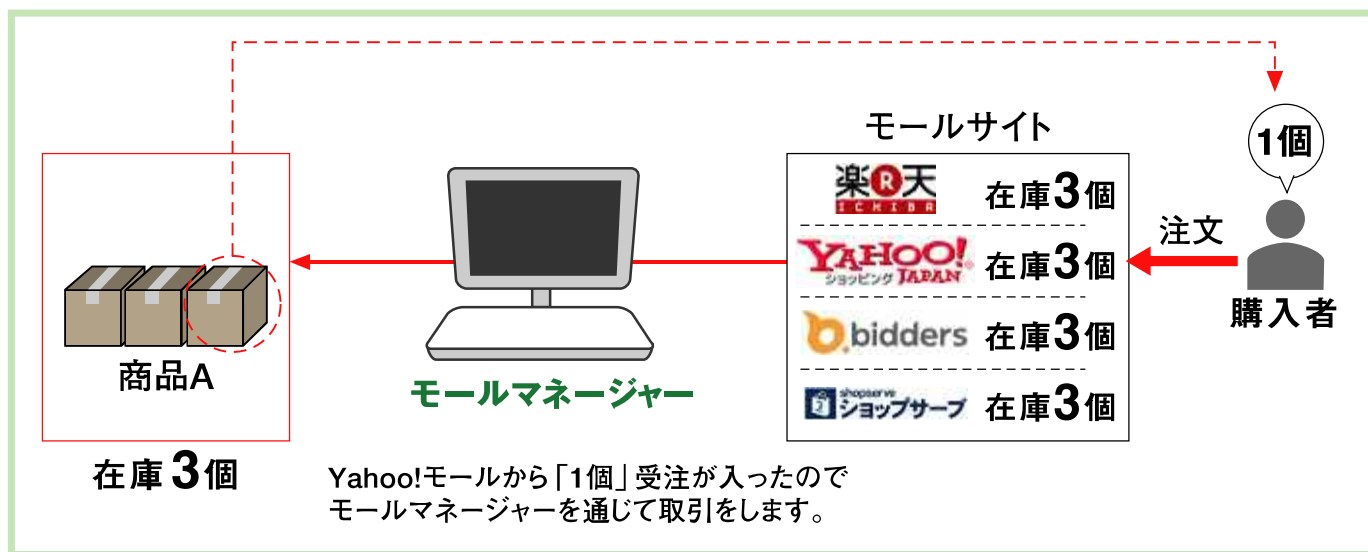 モールサイト
1個
楽R天
ICHIBA
在庫3個
YAHOO!
ショッピング JAPAN
在庫3個
注文
購入者
bidders
在庫3個
shopserve
ショップサーブ
在庫3個
商品A
在庫3個
モールマネージャー
Yahoo!モールから「1個」受注が入ったので
モールマネージャーを通じて取引をします。